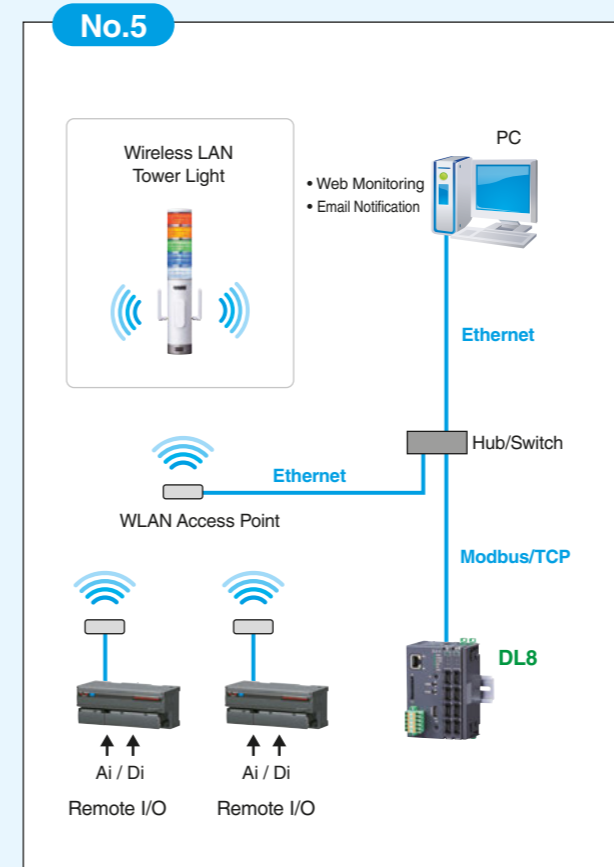 No.5
Wireless LAN
Tower Light
PC
• Web Monitoring
• Email Notification
Ethernet
Hub/Switch
Ethernet
WLAN Access Point
Modbus/TCP
DL8
Ai / Di
Ai / Di
Remote I/O
Remote I/O